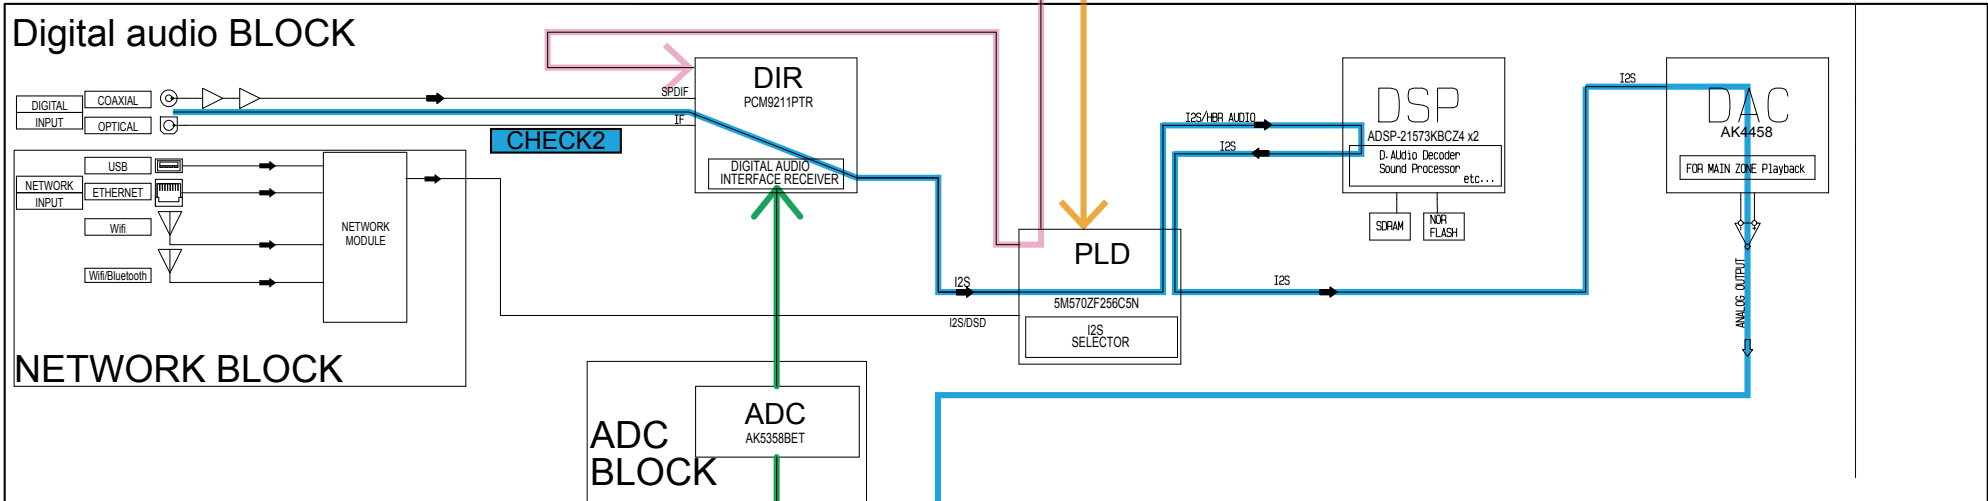 Digital audio BLOCK
DIGITAL
INPUT
COAXIAL
OPTICAL
SPDIF
IF
CHECK2
DIR
PCM9211PTR
DIGITAL AUDIO
INTERFACE RECEIVER
NETWORK
INPUT
USB
ETHERNET
Wifi
Wifi/Bluetooth
NETWORK
MODULE
NETWORK BLOCK
I2S
I2S/DSD
PLD
5M570ZF256C5N
I2S
SELECTOR
I2S/HBR AUDIO
I2S
DSP
ADSP-21573KBCZ4 x2
D.AUdio Decoder
Sound Processor
etc...
SDRAM
NOR
FLASH
I2S
I2S
DAC
AK4458
FOR MAIN ZONE Playback
ANALOG OUTPUT
ADC
BLOCK
ADC
AK5358BET